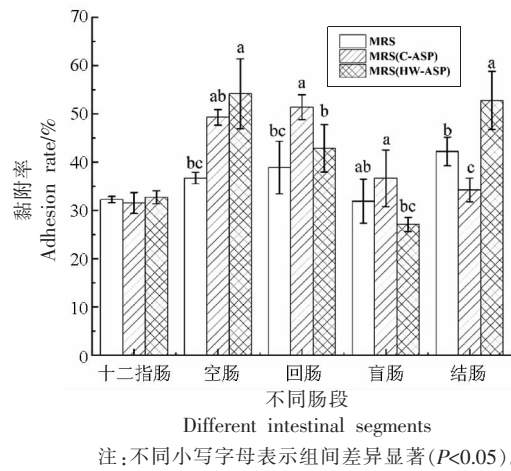 70
60
50
40
30
20
10
0
黏附率
Adhesion rate/%
MRS
MRS(C-ASP)
MRS(HW-ASP)
bc
ab
a
bc
a
b
ab
a
bc
b
c
a
十二指肠 空肠 回肠 盲肠 结肠
不同肠段
Different intestinal segments
注:不同小写字母表示组间差异显著(P<0.05).